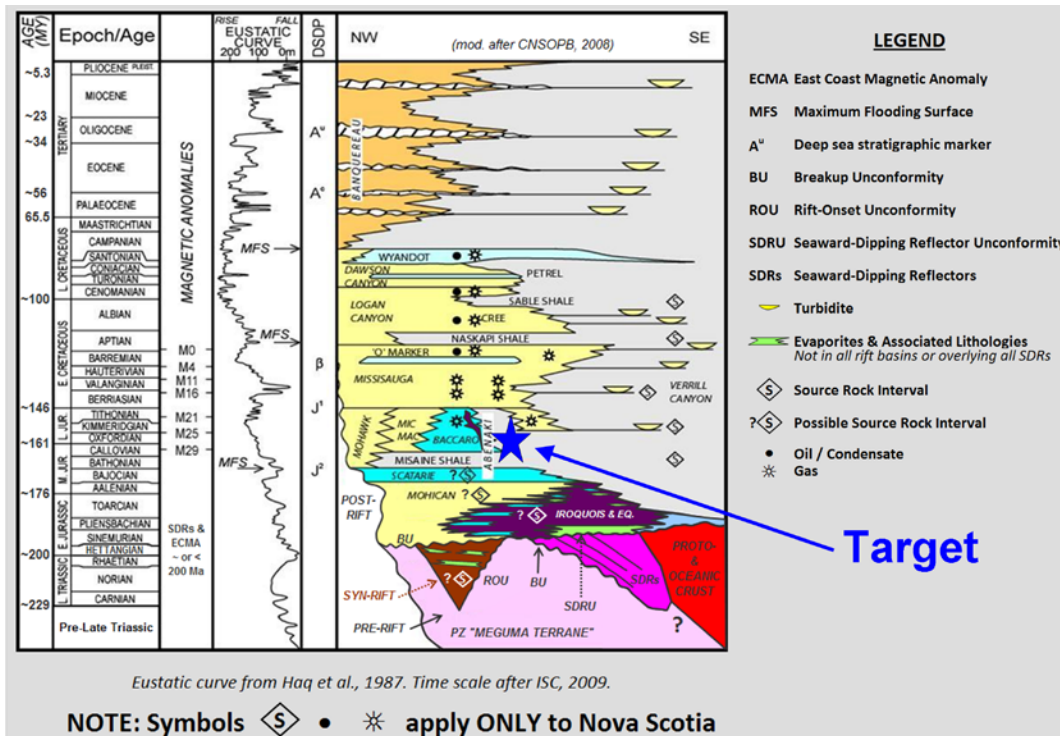 AGE (MY)
Epoch/Age
RISE FALL
EUSTATIC CURVE
200 100 0m
DSDP
NW
(mod. after CNSOPB, 2008)
SE
TERTIARY
L. CRETACEOUS
E. CRETACEOUS
L. JUR.
M. JUR
E. JURASSIC
L. TRIASSIC
~5.3
~23
~34
~56
65.5
~100
~146
~161
~176
~200
~229
PLIOCENE PLEIST.
MIOCENE
OLIGOCENE
EOCENE
PALAEOCENE
MAASTRICHTIAN
CAMPANIAN
SANTONIAN
CONIACIAN
TURONIAN
CENOMANIAN
ALBIAN
APTIAN
BARREMIAN
HAUTERIVIAN
VALANGINIAN
BERRIASIAN
TITHONIAN
KIMMERIDGIAN
OXFORDIAN
CALLOVIAN
BATHONIAN
BAJOCIAN
AALENIAN
TOARCIAN
PLIENSBACHIAN
SINEMURIAN
HETTANGIAN
RHAETIAN
NORIAN
CARNIAN
Pre-Late Triassic
MAGNETIC ANOMALIES
M0
M4
M11
M16
M21
M25
M29
SDRs &
ECMA
~ or <
200 Ma
MFS
MFS
MFS
Aᵘ
Aᵉ
β
J¹
J²
BANQUEREAU
WYANDOT
DAWSON CANYON
PETREL
LOGAN CANYON
SABLE SHALE
CREE
NASKAPI SHALE
'O' MARKER
MISSISAUGA
VERRILL CANYON
MOHAWK
MIC MAC
BACCARO
ABENAKI
MISAINE SHALE
SCATARIE ? S
MOHICAN ? S
POST-RIFT
? S IROQUOIS & EQ.
BU
? S
ROU
BU
SDRU
SDRs
PROTO- & OCEANIC CRUST
SYN-RIFT
PRE-RIFT
PZ "MEGUMA TERRANE"
?
S
S
S
S
S
Target
LEGEND
ECMA East Coast Magnetic Anomaly
MFS Maximum Flooding Surface
Aᵘ Deep sea stratigraphic marker
BU Breakup Unconformity
ROU Rift-Onset Unconformity
SDRU Seaward-Dipping Reflector Unconformity
SDRs Seaward-Dipping Reflectors
Turbidite
Evaporites & Associated Lithologies
Not in all rift basins or overlying all SDRs
S Source Rock Interval
?S Possible Source Rock Interval
Oil / Condensate
Gas
Eustatic curve from Haq et al., 1987. Time scale after ISC, 2009.
NOTE: Symbols S • ☼ apply ONLY to Nova Scotia